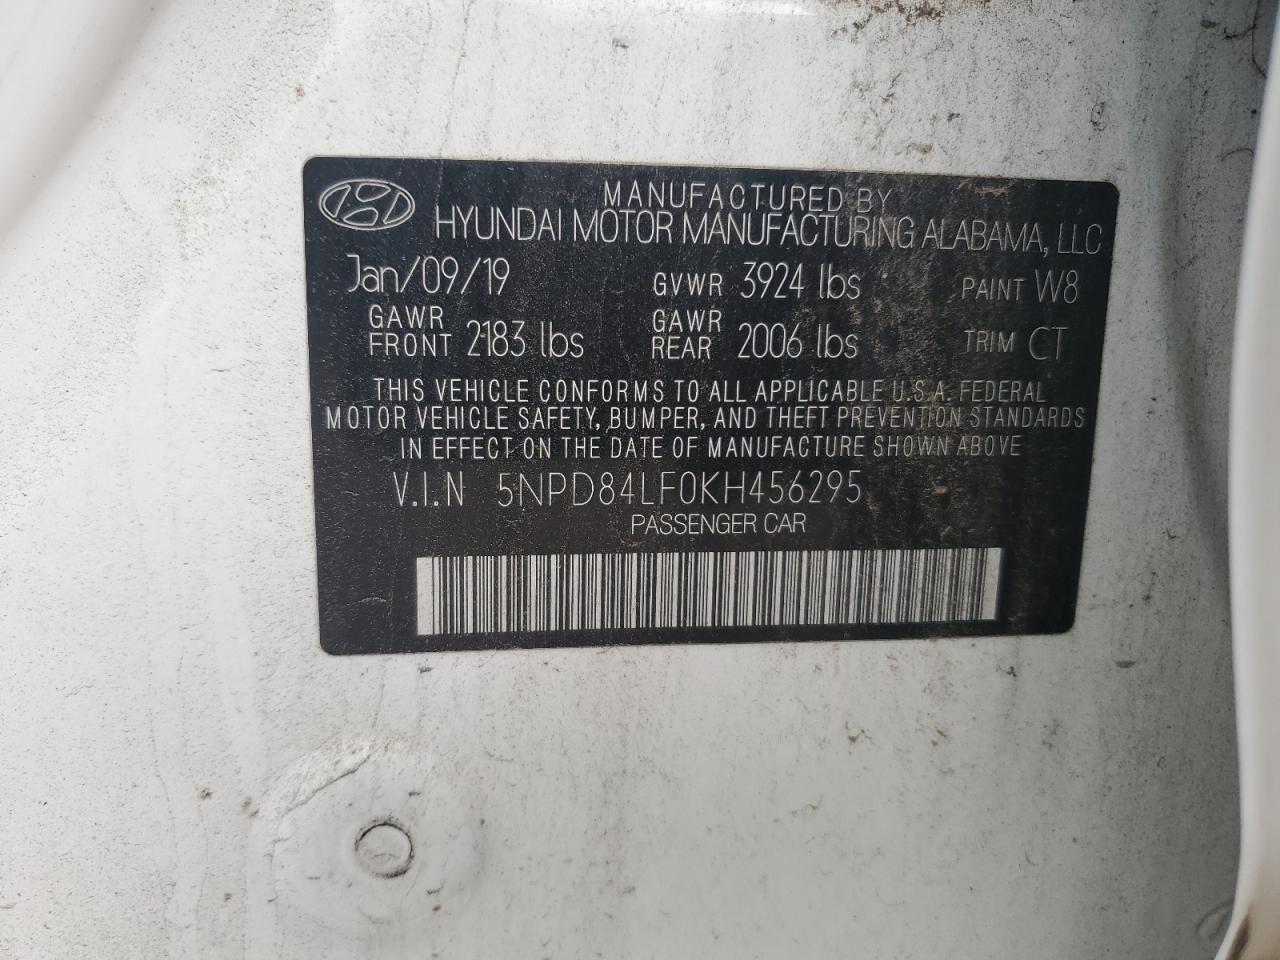 MANUFACTURED BY
HYUNDAI MOTOR MANUFACTURING ALABAMA, LLC
Jan/09/19 GVWR 3924 lbs PAINT W8
GAWR FRONT 2183 lbs GAWR REAR 2006 lbs TRIM CT
THIS VEHICLE CONFORMS TO ALL APPLICABLE U.S.A. FEDERAL
MOTOR VEHICLE SAFETY, BUMPER, AND THEFT PREVENTION STANDARDS
IN EFFECT ON THE DATE OF MANUFACTURE SHOWN ABOVE
V.I.N 5NPD84LF0KH456295
PASSENGER CAR